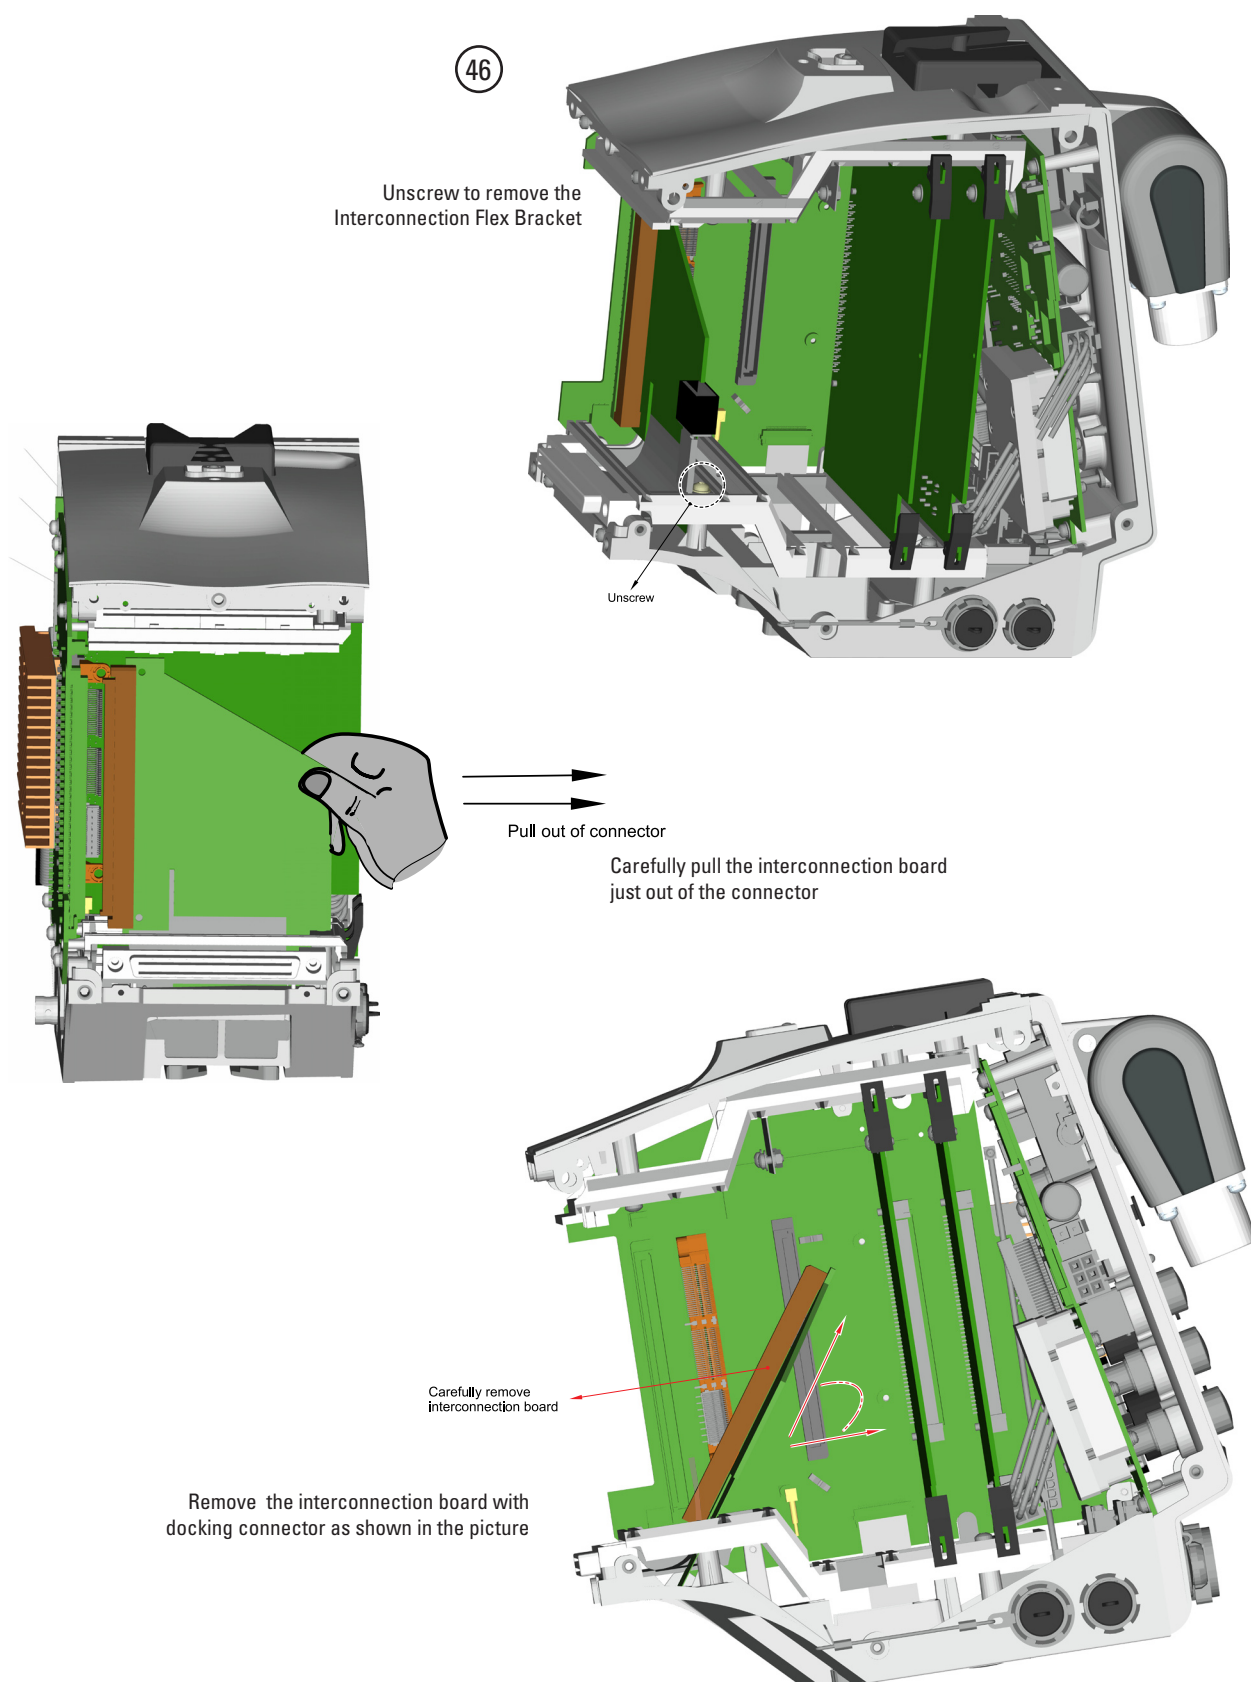 46
Unscrew to remove the
Interconnection Flex Bracket
Unscrew
Pull out of connector
Carefully pull the interconnection board
just out of the connector
Carefully remove
interconnection board
Remove  the interconnection board with
docking connector as shown in the picture